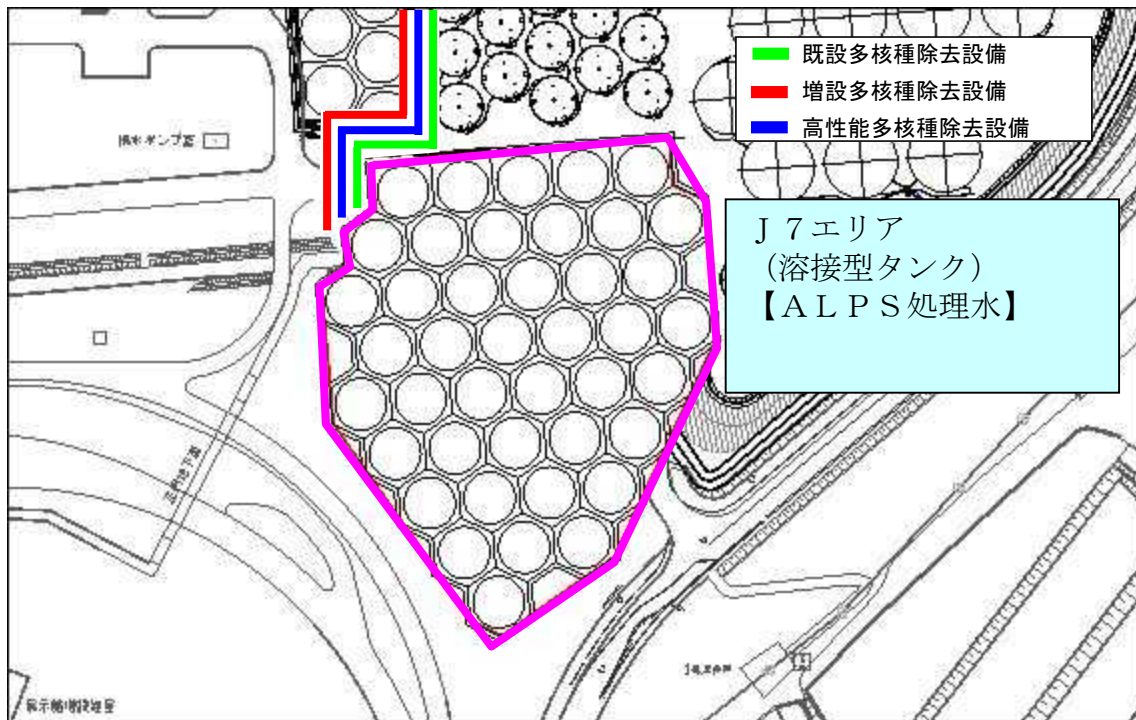 既設多核種除去設備
増設多核種除去設備
高性能多核種除去設備
Ｊ７エリア
（溶接型タンク）
【ＡＬＰＳ処理水】